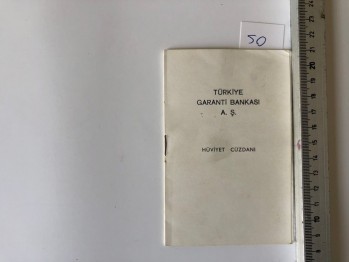 50
TÜRKİYE
GARANTİ BANKASI
A. Ş.
HÜVİYET CÜZDANI